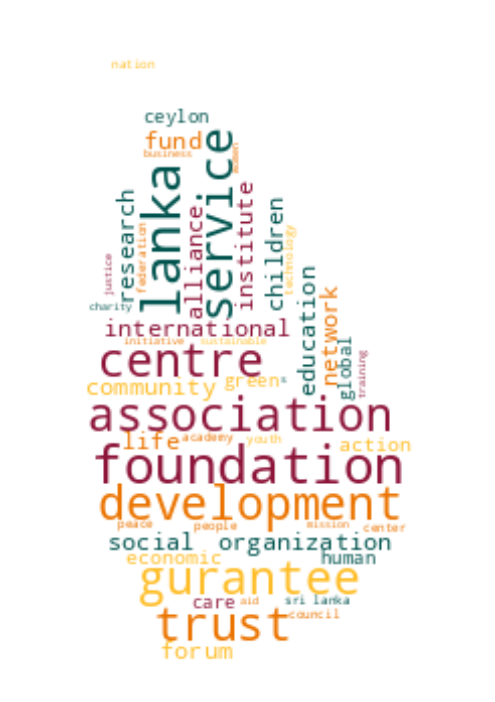 nation
ceylon
fund
business
women
service
lanka
research
federation
alliance
institute
children
technology
justice
charity
international
initiative
sustainable
education
network
global
training
centre
community
green
s
association
life
academy
youth
action
foundation
development
peace
people
mission
center
social
organization
economic
human
gurantee
care
aid
sri lanka
trust
council
forum